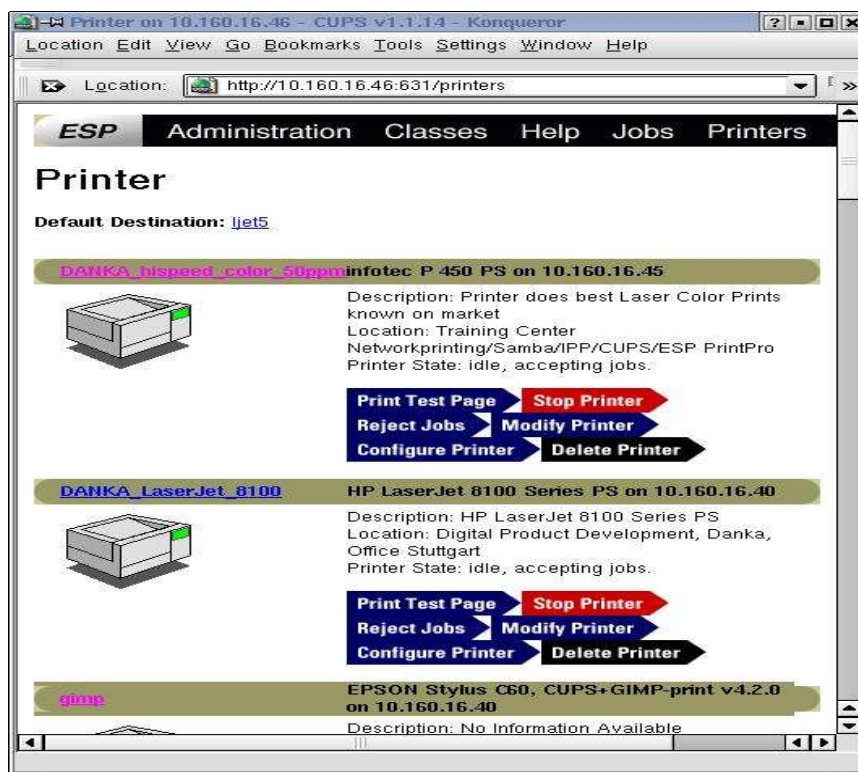 Printer on 10.160.16.46 - CUPS v1.1.14 - Konqueror
Location Edit View Go Bookmarks Tools Settings Window Help
Location: http://10.160.16.46:631/printers
ESP Administration Classes Help Jobs Printers
Printer
Default Destination: ljet5
DANKA_hispeed_color_50ppm infotec P 450 PS on 10.160.16.45
Description: Printer does best Laser Color Prints
known on market
Location: Training Center
Networkprinting/Samba/IPP/CUPS/ESP PrintPro
Printer State: idle, accepting jobs.
Print Test Page Stop Printer
Reject Jobs Modify Printer
Configure Printer Delete Printer
DANKA_LaserJet_8100 HP LaserJet 8100 Series PS on 10.160.16.40
Description: HP LaserJet 8100 Series PS
Location: Digital Product Development, Danka,
Office Stuttgart
Printer State: idle, accepting jobs.
Print Test Page Stop Printer
Reject Jobs Modify Printer
Configure Printer Delete Printer
gimp EPSON Stylus C60, CUPS+GIMP-print v4.2.0
on 10.160.16.40
Description: No Information Available